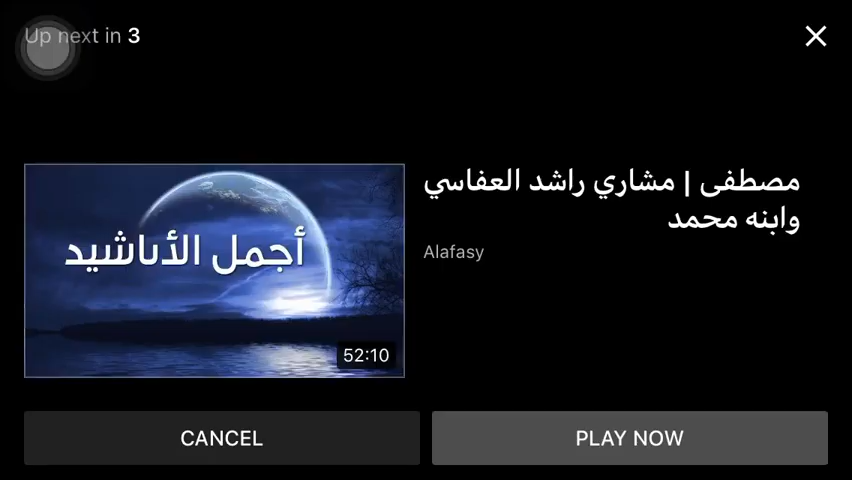 Up next in 3
أجمل الأناشيد
52:10
مصطفى | مشاري راشد العفاسي
وابنه محمد
Alafasy
CANCEL
PLAY NOW